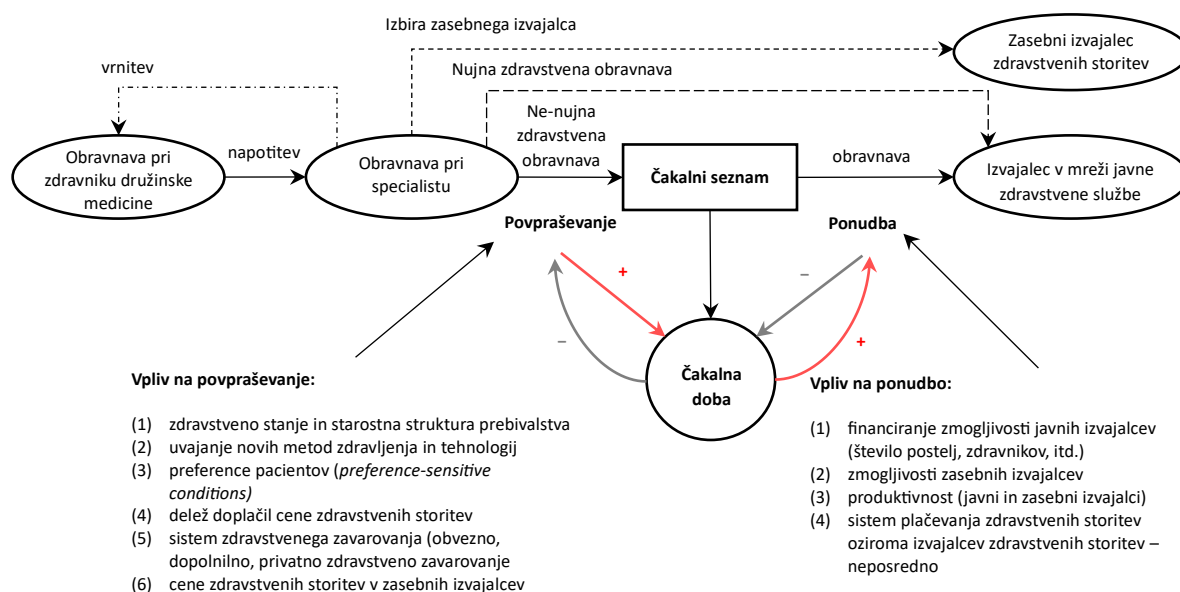 Izbira zasebnega izvajalca
Zasebni izvajalec
zdravstvenih storitev
vrnitev
Nujna zdravstvena obravnava
Ne-nujna
zdravstvena
obravnava
Obravnava pri
zdravniku družinske
medicine
napotitev
Obravnava pri
specialistu
Čakalni seznam
obravnava
Izvajalec v mreži javne
zdravstvene službe
Povpraševanje
Ponudba
+
–
–
+
Čakalna
doba
Vpliv na povpraševanje:
(1) zdravstveno stanje in starostna struktura prebivalstva
(2) uvajanje novih metod zdravljenja in tehnologij
(3) preference pacientov (preference-sensitive
conditions)
(4) delež doplačil cene zdravstvenih storitev
(5) sistem zdravstvenega zavarovanja (obvezno,
dopolnilno, privatno zdravstveno zavarovanje
(6) cene zdravstvenih storitev v zasebnih izvajalcev
Vpliv na ponudbo:
(1) financiranje zmogljivosti javnih izvajalcev
(število postelj, zdravnikov, itd.)
(2) zmogljivosti zasebnih izvajalcev
(3) produktivnost (javni in zasebni izvajalci)
(4) sistem plačevanja zdravstvenih storitev
oziroma izvajalcev zdravstvenih storitev –
neposredno